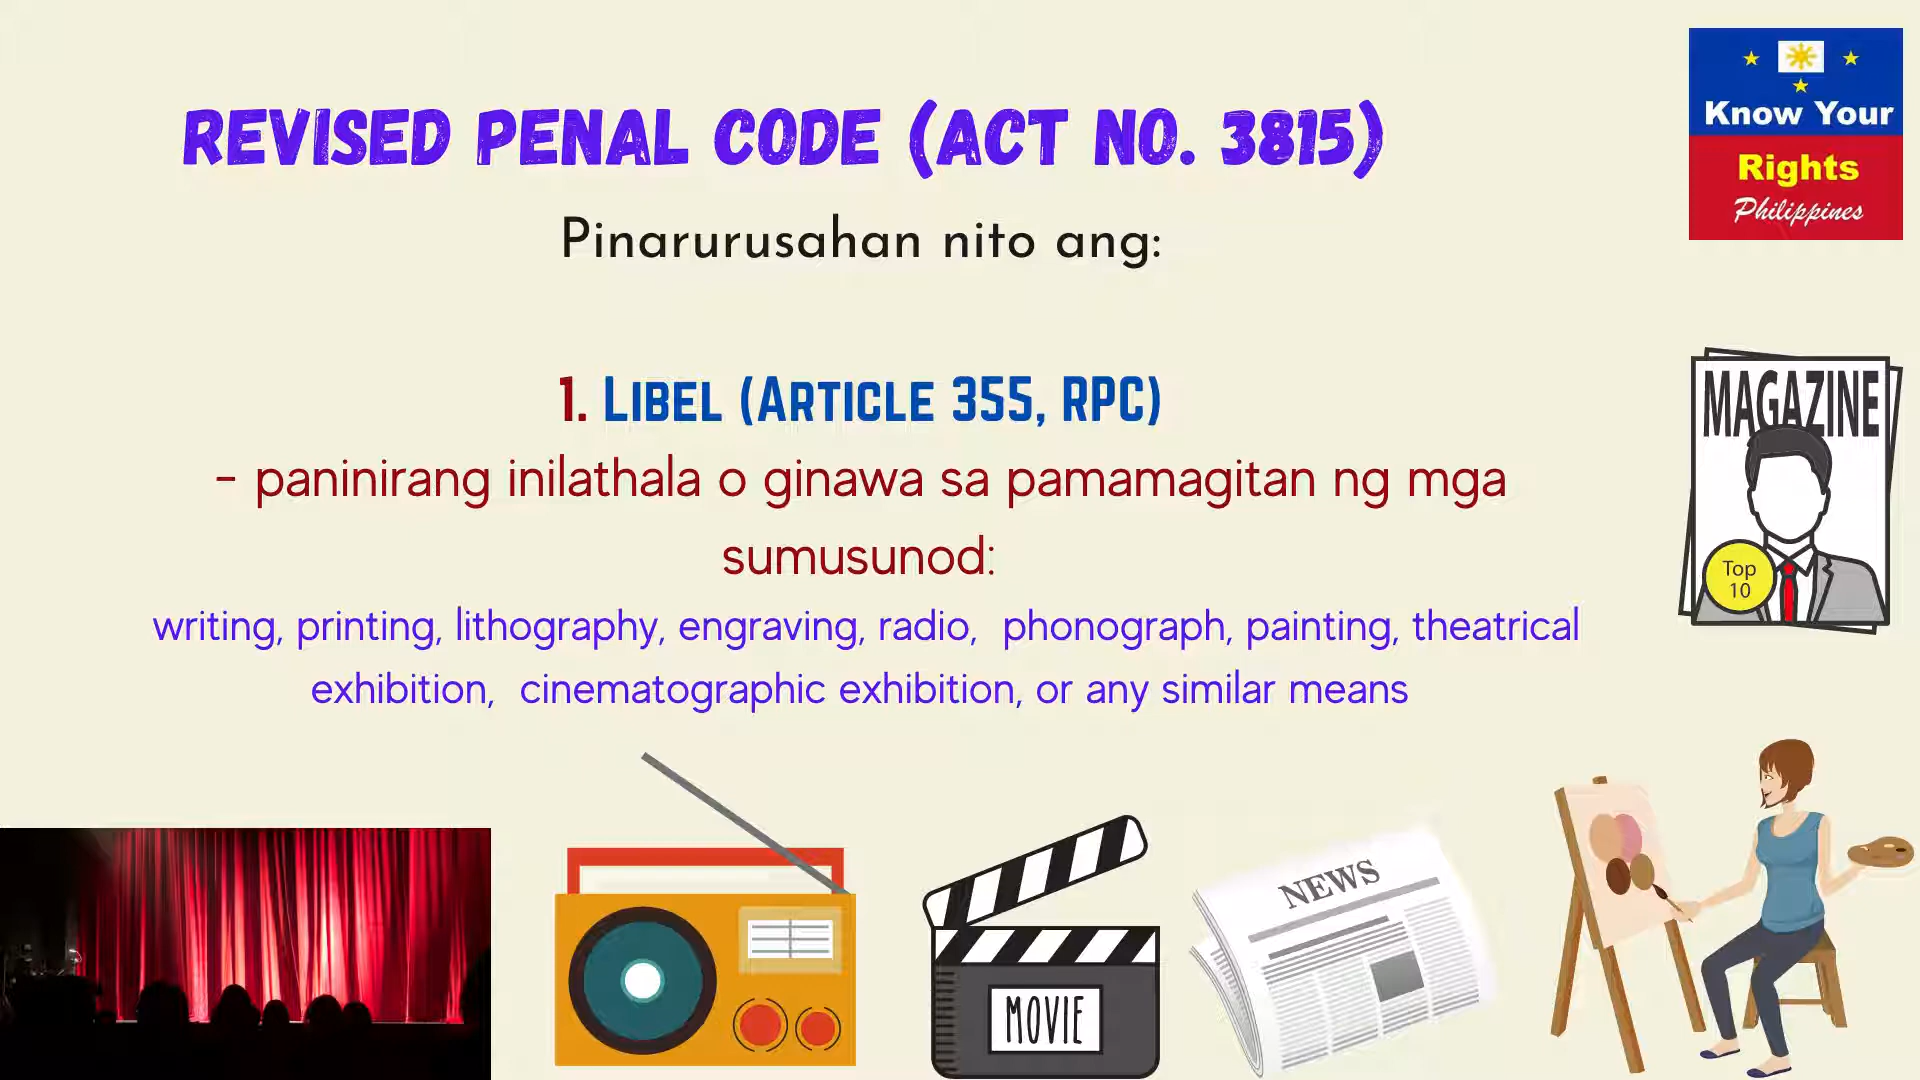 REVISED PENAL CODE (ACT NO. 3815)
Pinarurusahan nito ang:
1. LIBEL (ARTICLE 355, RPC)
- paninirang inilathala o ginawa sa pamamagitan ng mga
sumusunod:
writing, printing, lithography, engraving, radio, phonograph, painting, theatrical
exhibition, cinematographic exhibition, or any similar means
Know Your
Rights
Philippines
MAGAZINE
Top
10
MOVIE
NEWS